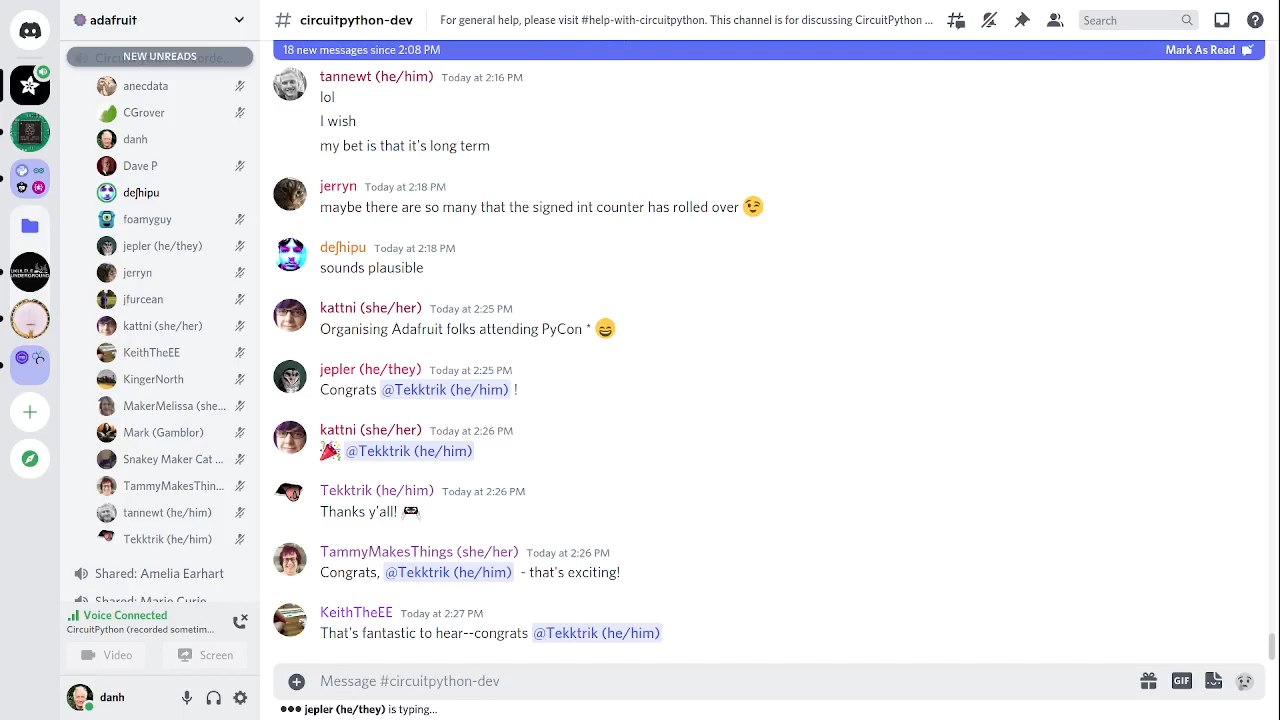 adafruit
NEW UNREADS
anecdata
CGrover
danh
Dave P
deʃhipu
foamyguy
jepler (he/they)
jerryn
jfurcean
kattni (she/her)
KeithTheEE
KingerNorth
MakerMelissa (she...
Mark (Gamblor)
Snakey Maker Cat ...
TammyMakesThin...
tannewt (he/him)
Tekktrik (he/him)
Shared: Amelia Earhart
Shared: Marie Curie
Voice Connected
CircuitPython (recorded sometim...
Video
Screen
danh
circuitpython-dev
For general help, please visit #help-with-circuitpython. This channel is for discussing CircuitPython ...
Search
18 new messages since 2:08 PM
Mark As Read
tannewt (he/him) Today at 2:16 PM
lol
I wish
my bet is that it's long term
jerryn Today at 2:18 PM
maybe there are so many that the signed int counter has rolled over 😉
deʃhipu Today at 2:18 PM
sounds plausible
kattni (she/her) Today at 2:25 PM
Organising Adafruit folks attending PyCon * 😄
jepler (he/they) Today at 2:25 PM
Congrats @Tekktrik (he/him) !
kattni (she/her) Today at 2:26 PM
🎉 @Tekktrik (he/him)
Tekktrik (he/him) Today at 2:26 PM
Thanks y'all!
TammyMakesThings (she/her) Today at 2:26 PM
Congrats, @Tekktrik (he/him) - that's exciting!
KeithTheEE Today at 2:27 PM
That's fantastic to hear--congrats @Tekktrik (he/him)
Message #circuitpython-dev
GIF
jepler (he/they) is typing...